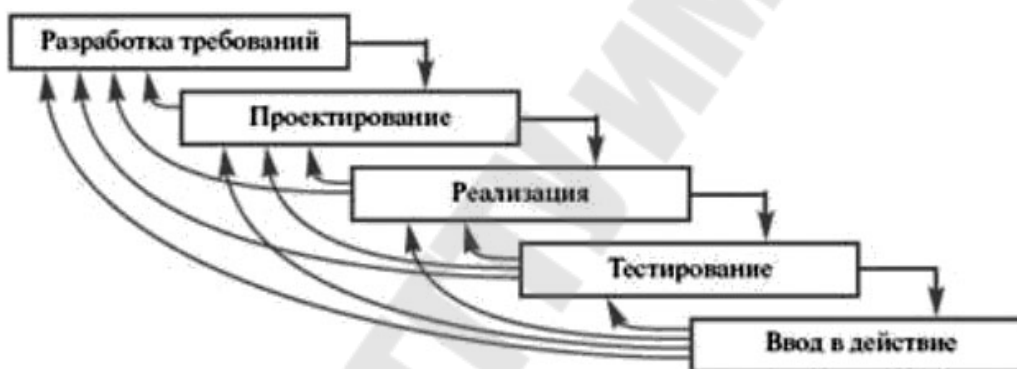 Разработка требований
Проектирование
Реализация
Тестирование
Ввод в действие